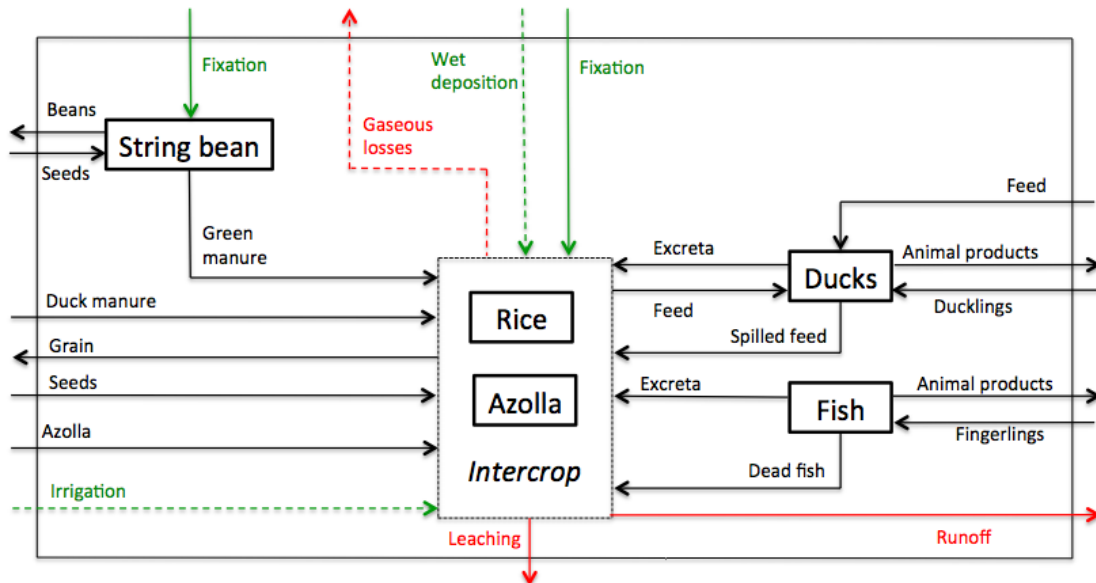 Fixation
Wet
deposition
Fixation
Beans
String bean
Seeds
Gaseous
losses
Feed
Green
manure
Excreta
Ducks
Animal products
Duck manure
Feed
Ducklings
Rice
Spilled feed
Grain
Seeds
Azolla
Excreta
Fish
Animal products
Fingerlings
Azolla
Intercrop
Dead fish
Irrigation
Leaching
Runoff